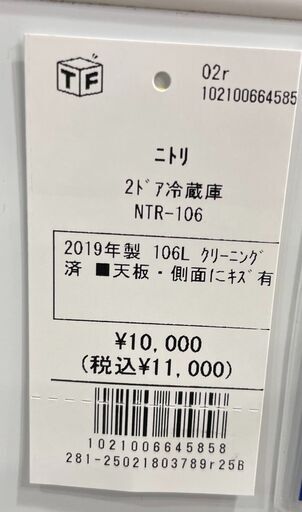 TF
02r
102100664585
ニトリ
2ﾄﾞｱ冷蔵庫
NTR-106
2019年製 106L ｸﾘｰﾆﾝｸﾞ
済 ■天板・側面にｷｽﾞ有
¥10,000
(税込¥11,000)
1021006645858
281-25021803789r25B